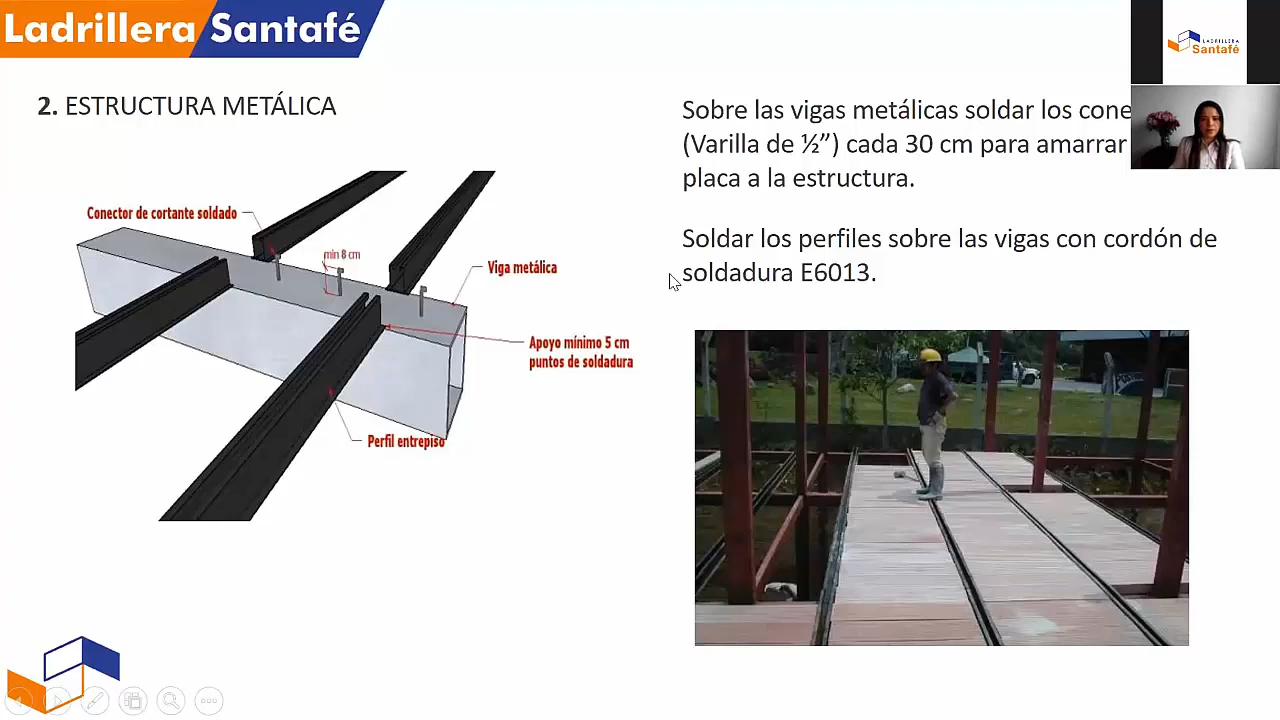 Ladrillera Santafé
LADRILLERA
Santafé
2. ESTRUCTURA METÁLICA
Sobre las vigas metálicas soldar los cone
(Varilla de ½”) cada 30 cm para amarrar
placa a la estructura.
Soldar los perfiles sobre las vigas con cordón de
soldadura E6013.
Conector de cortante soldado
min 8 cm
Viga metálica
Apoyo mínimo 5 cm
puntos de soldadura
Perfil entrepiso